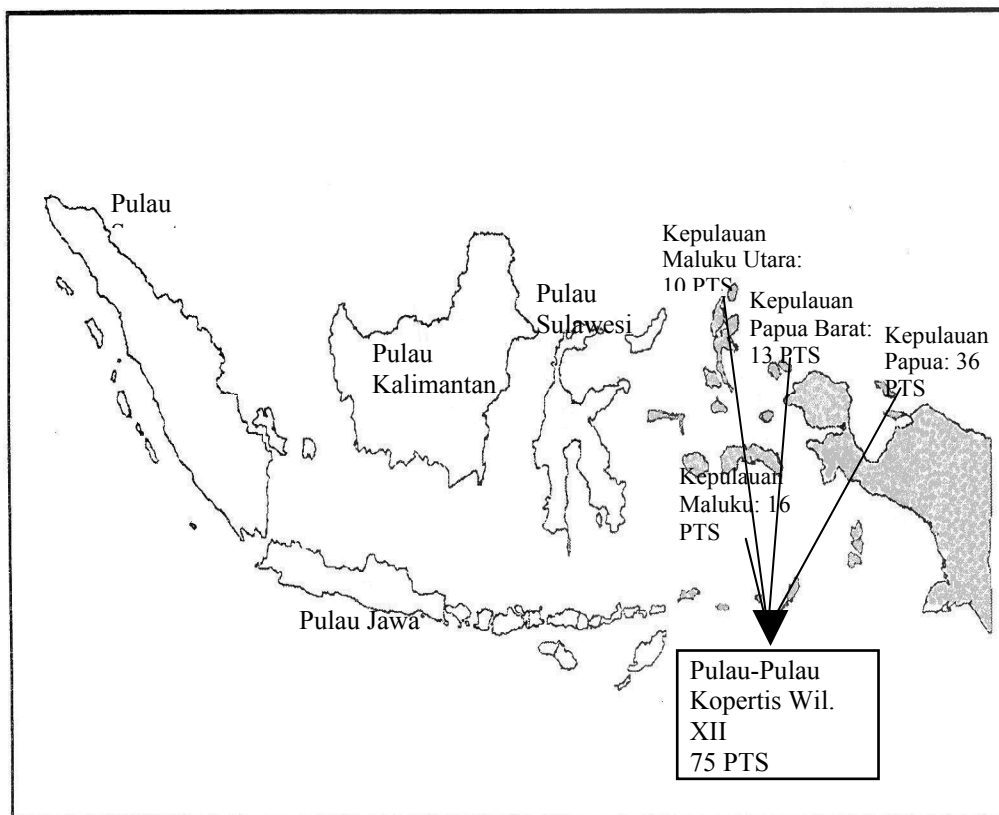 Pulau
Kepulauan
Maluku Utara:
10 PTS
Kepulauan
Papua Barat:
13 PTS
Kepulauan
Papua: 36
PTS
Pulau
Sulawesi
Pulau
Kalimantan
Kepulauan
Maluku: 16
PTS
Pulau Jawa
Pulau-Pulau
Kopertis Wil.
XII
75 PTS